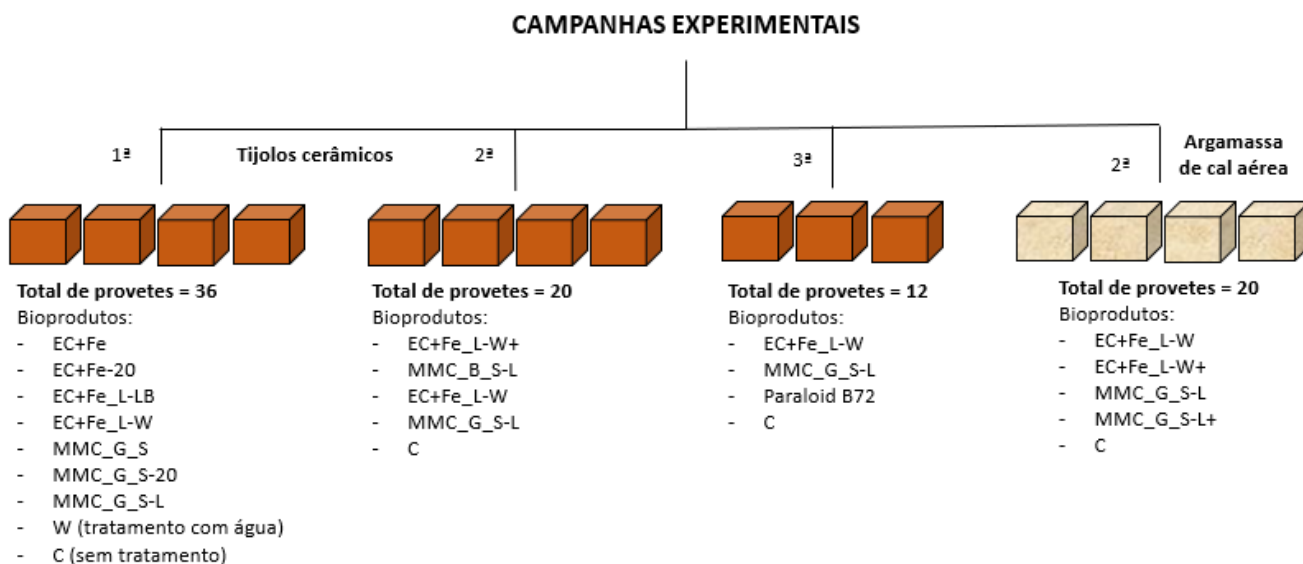 CAMPANHAS EXPERIMENTAIS
1ª
Tijolos cerâmicos
2ª
3ª
2ª
Argamassa
de cal aérea
Total de provetes = 36
Bioprodutos:
- EC+Fe
- EC+Fe-20
- EC+Fe_L-LB
- EC+Fe_L-W
- MMC_G_S
- MMC_G_S-20
- MMC_G_S-L
- W (tratamento com água)
- C (sem tratamento)
Total de provetes = 20
Bioprodutos:
- EC+Fe_L-W+
- MMC_B_S-L
- EC+Fe_L-W
- MMC_G_S-L
- C
Total de provetes = 12
Bioprodutos:
- EC+Fe_L-W
- MMC_G_S-L
- Paraloid B72
- C
Total de provetes = 20
Bioprodutos:
- EC+Fe_L-W
- EC+Fe_L-W+
- MMC_G_S-L
- MMC_G_S-L+
- C